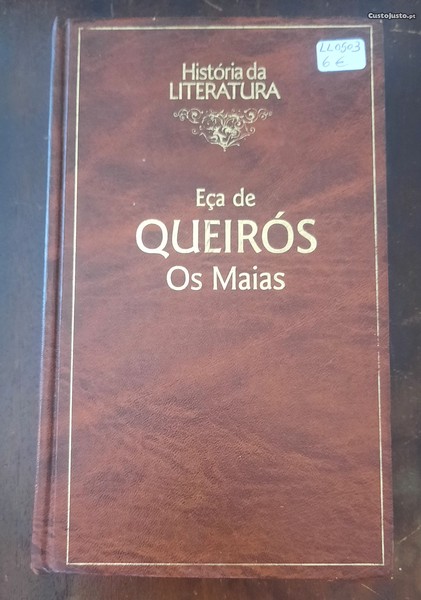 CustoJusto.pt
LL0503
6 €
História da
LITERATURA
Eça de
QUEIRÓS
Os Maias